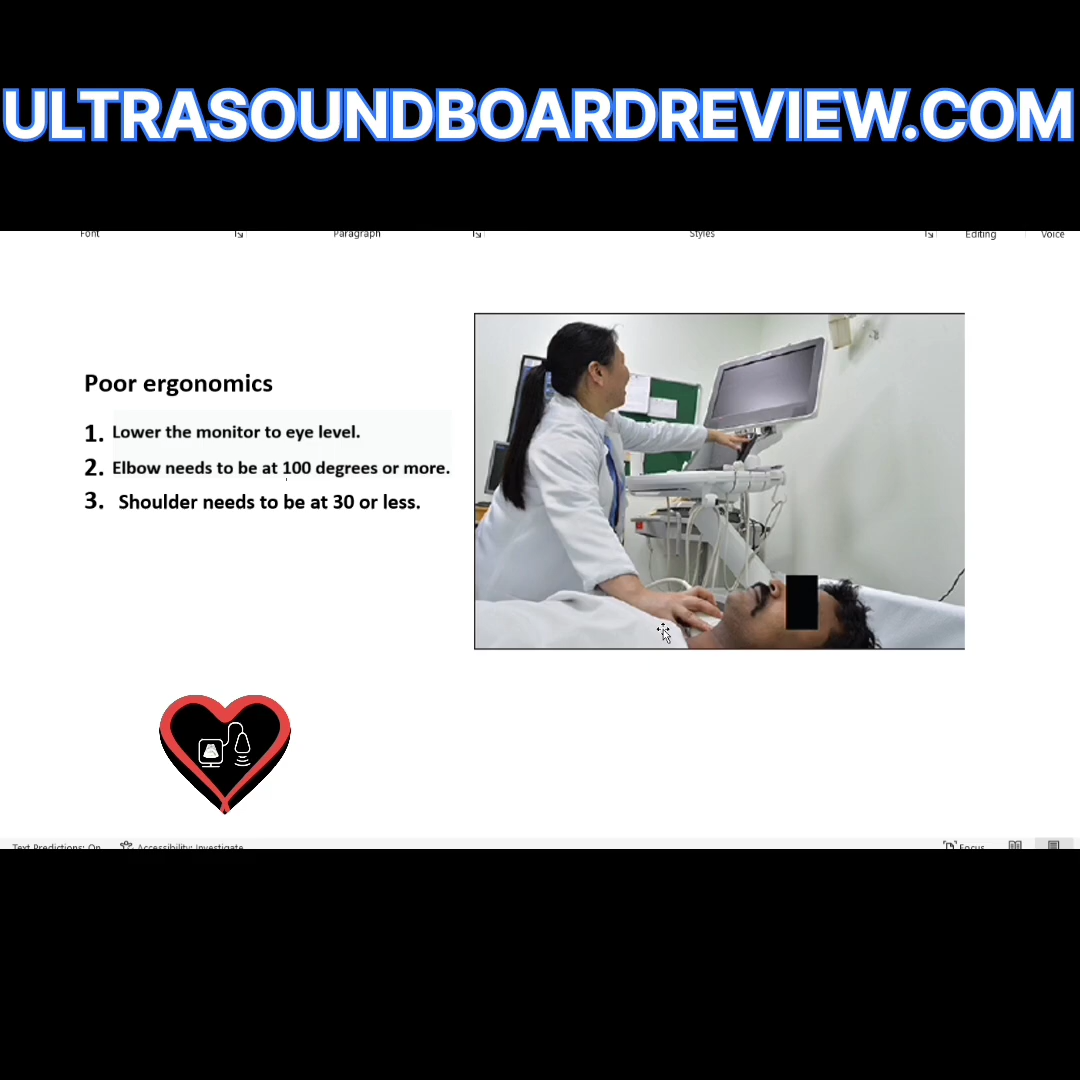 ULTRASOUNDBOARDREVIEW.COM
Font
Paragraph
Styles
Editing
Voice
Poor ergonomics
1. Lower the monitor to eye level.
2. Elbow needs to be at 100 degrees or more.
3. Shoulder needs to be at 30 or less.
Text Predictions: On
Accessibility: Investigate
Focus